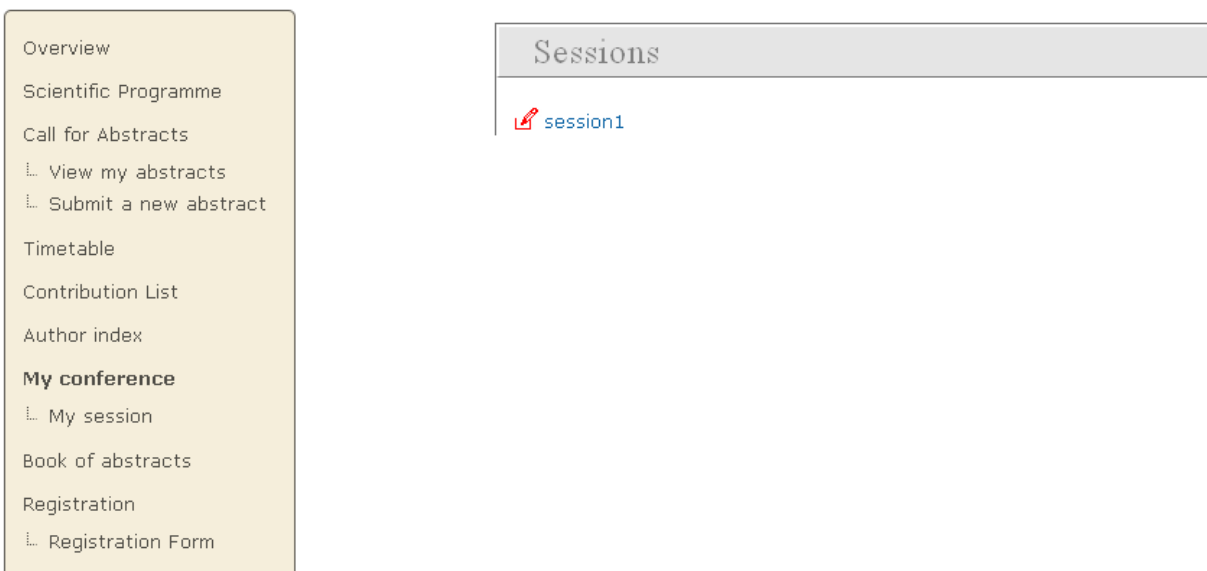 Overview
Scientific Programme
Call for Abstracts
View my abstracts
Submit a new abstract
Timetable
Contribution List
Author index
My conference
My session
Book of abstracts
Registration
Registration Form
Sessions
session1